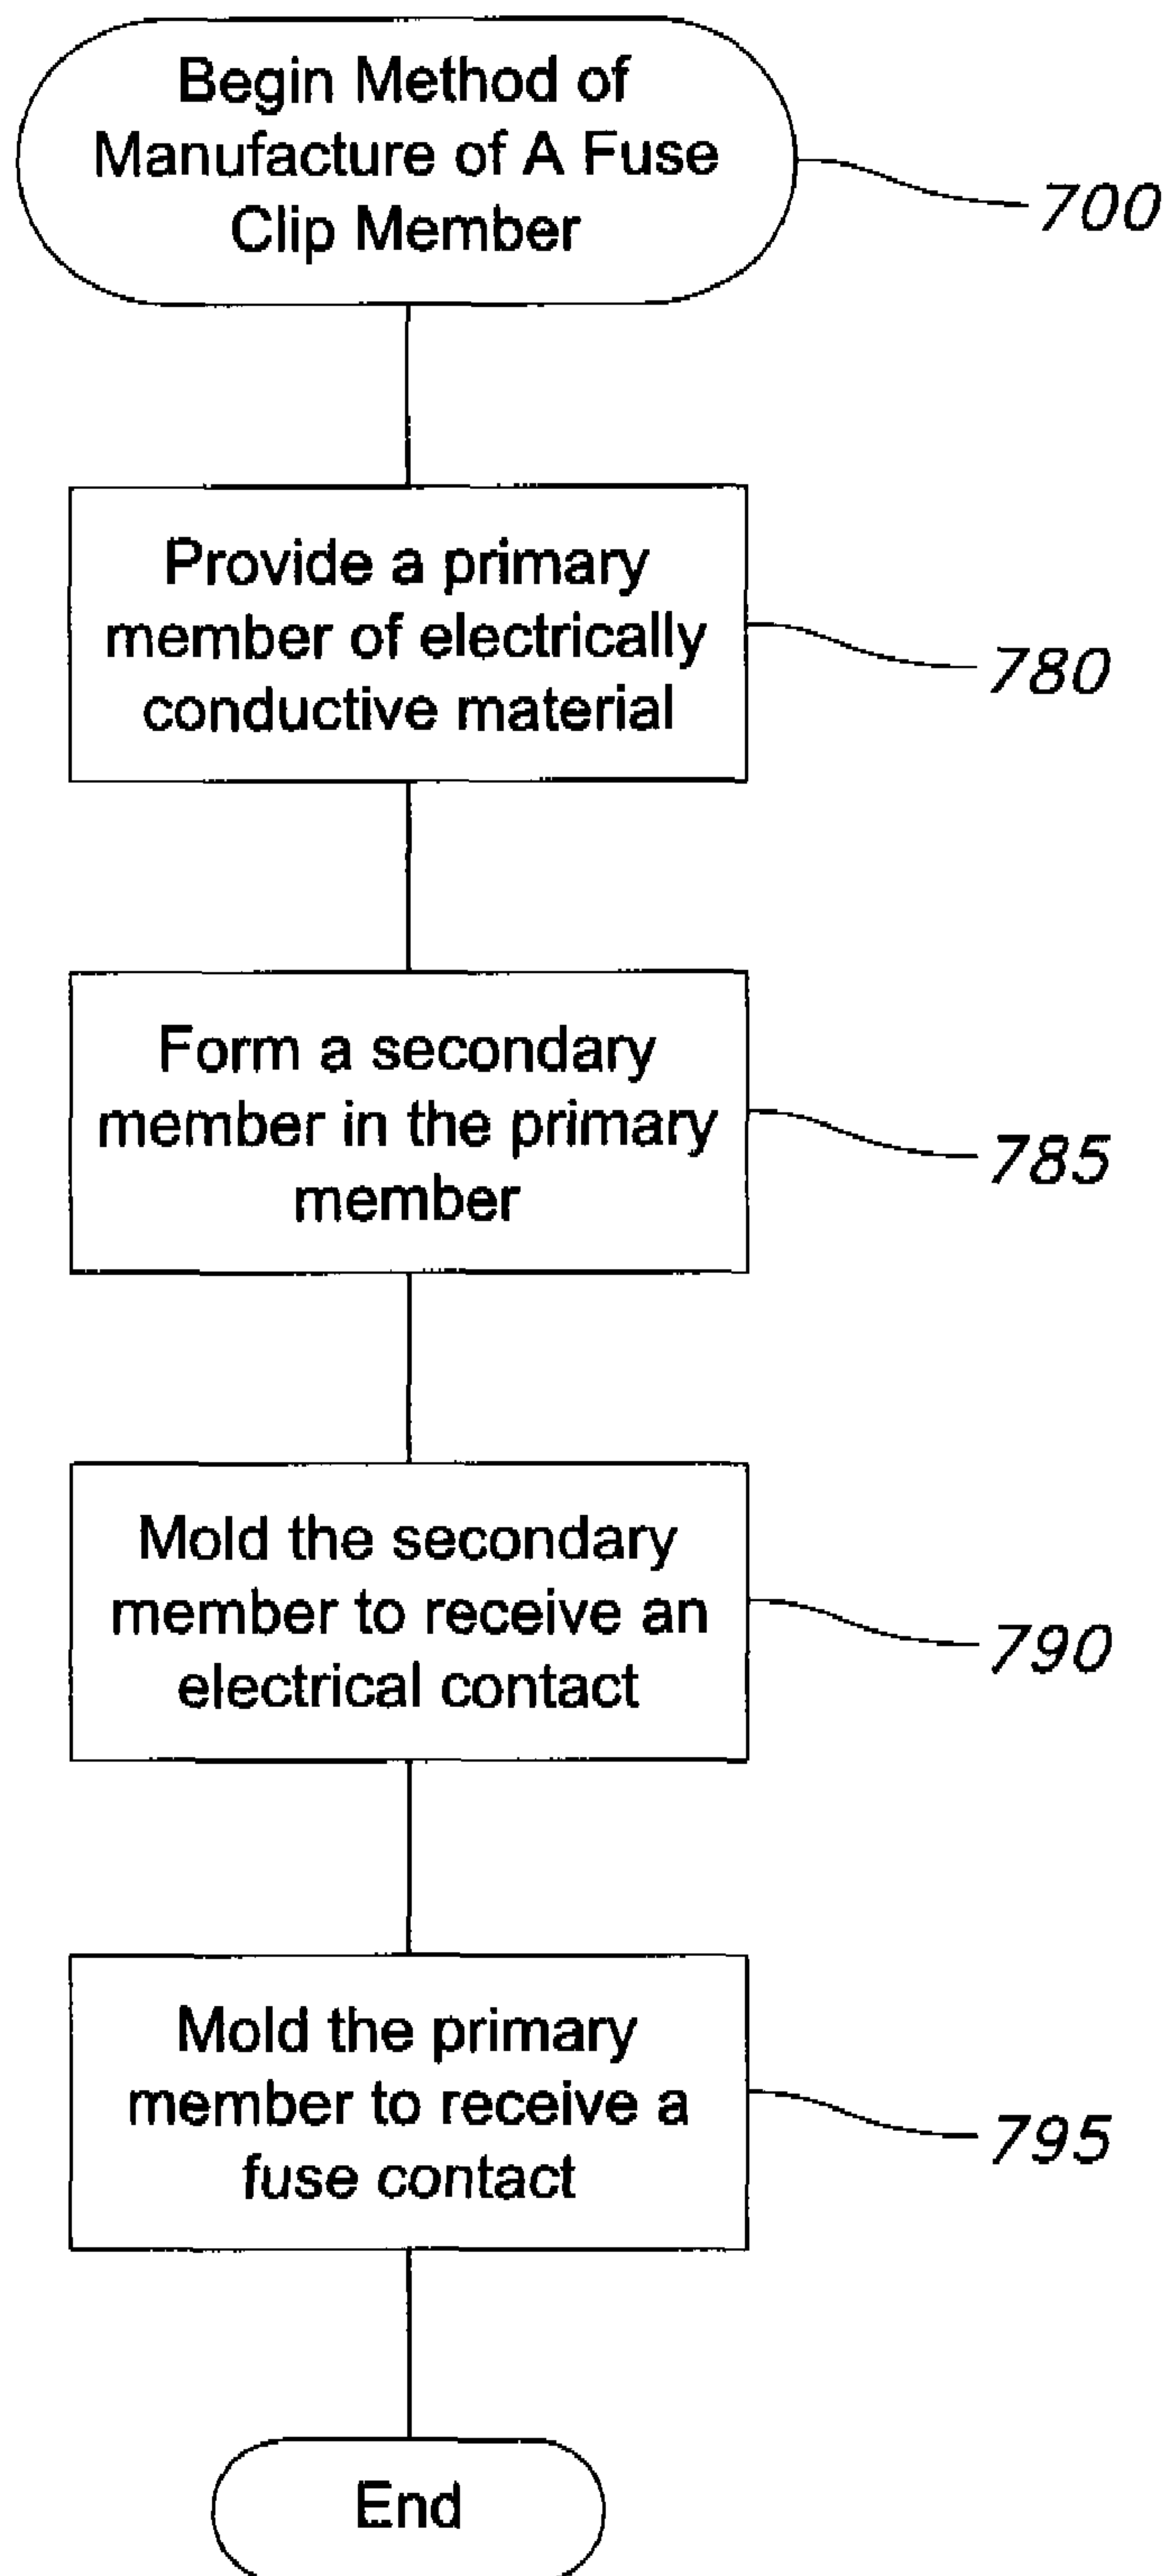 Begin Method of
Manufacture of A Fuse
Clip Member
700
Provide a primary
member of electrically
conductive material
780
Form a secondary
member in the primary
member
785
Mold the secondary
member to receive an
electrical contact
790
Mold the primary
member to receive a
fuse contact
795
End